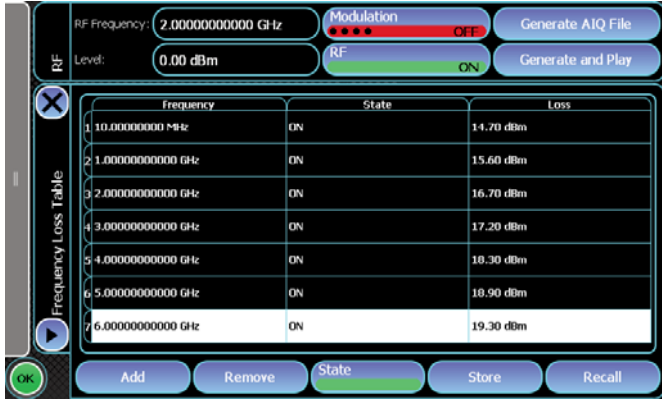 RF Frequency: 2.00000000000 GHz Modulation OFF Generate AIQ File
RF Level: 0.00 dBm RF ON Generate and Play
Frequency Loss Table
Frequency State Loss
1 10.00000000 MHz ON 14.70 dBm
2 1.00000000000 GHz ON 15.60 dBm
3 2.00000000000 GHz ON 16.70 dBm
4 3.00000000000 GHz ON 17.20 dBm
5 4.00000000000 GHz ON 18.30 dBm
6 5.00000000000 GHz ON 18.90 dBm
7 6.00000000000 GHz ON 19.30 dBm
OK Add Remove State Store Recall